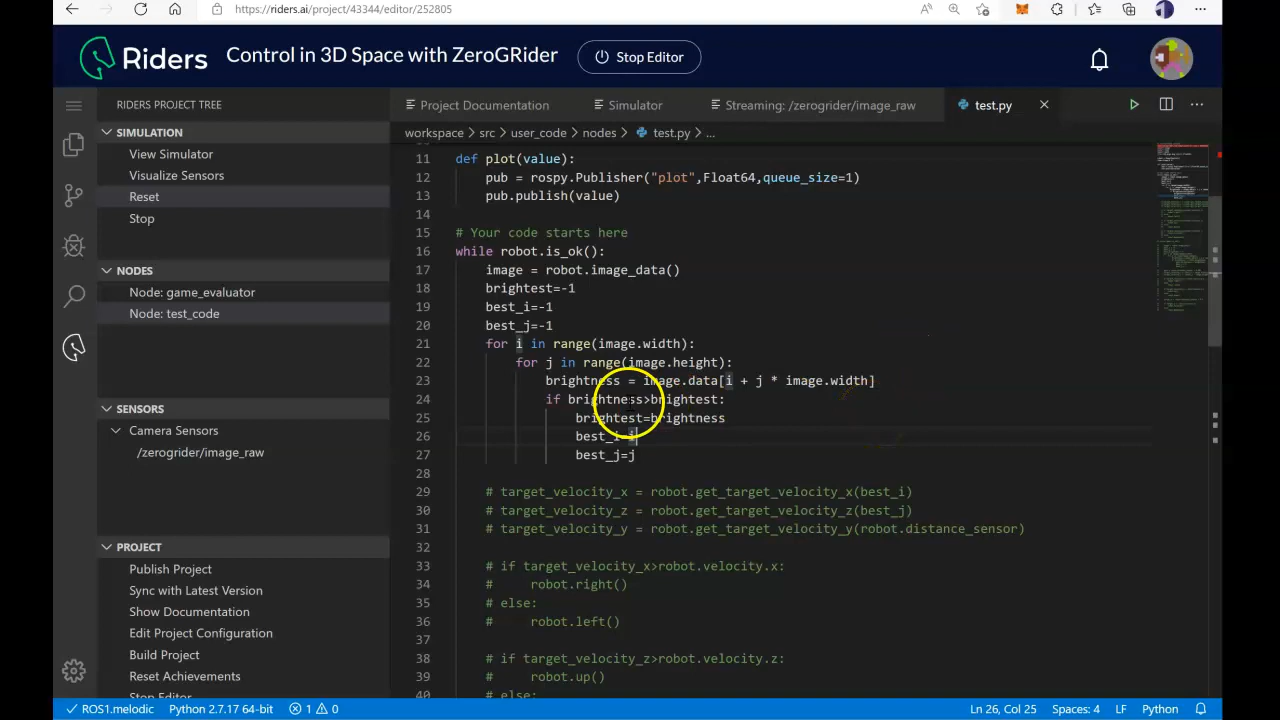 https://riders.ai/project/43344/editor/252805
Riders
Control in 3D Space with ZeroGRider
Stop Editor
RIDERS PROJECT TREE
SIMULATION
View Simulator
Visualize Sensors
Reset
Stop
NODES
Node: game_evaluator
Node: test_code
SENSORS
Camera Sensors
/zerogrider/image_raw
PROJECT
Publish Project
Sync with Latest Version
Show Documentation
Edit Project Configuration
Build Project
Reset Achievements
Stop Editor
Project Documentation
Simulator
Streaming: /zerogrider/image_raw
test.py
workspace > src > user_code > nodes > test.py > ...
11 def plot(value):
12 pub = rospy.Publisher("plot",Float64,queue_size=1)
13 pub.publish(value)
14
15 # Your code starts here
16 while robot.is_ok():
17 image = robot.image_data()
18 brightest=-1
19 best_i=-1
20 best_j=-1
21 for i in range(image.width):
22 for j in range(image.height):
23 brightness = image.data[i + j * image.width]
24 if brightness>brightest:
25 brightest=brightness
26 best_i=i
27 best_j=j
28
29 # target_velocity_x = robot.get_target_velocity_x(best_i)
30 # target_velocity_z = robot.get_target_velocity_z(best_j)
31 # target_velocity_y = robot.get_target_velocity_y(robot.distance_sensor)
32
33 # if target_velocity_x>robot.velocity.x:
34 # robot.right()
35 # else:
36 # robot.left()
37
38 # if target_velocity_z>robot.velocity.z:
39 # robot.up()
40 # else:
ROS1.melodic
Python 2.7.17 64-bit
1
0
Ln 26, Col 25
Spaces: 4
LF
Python